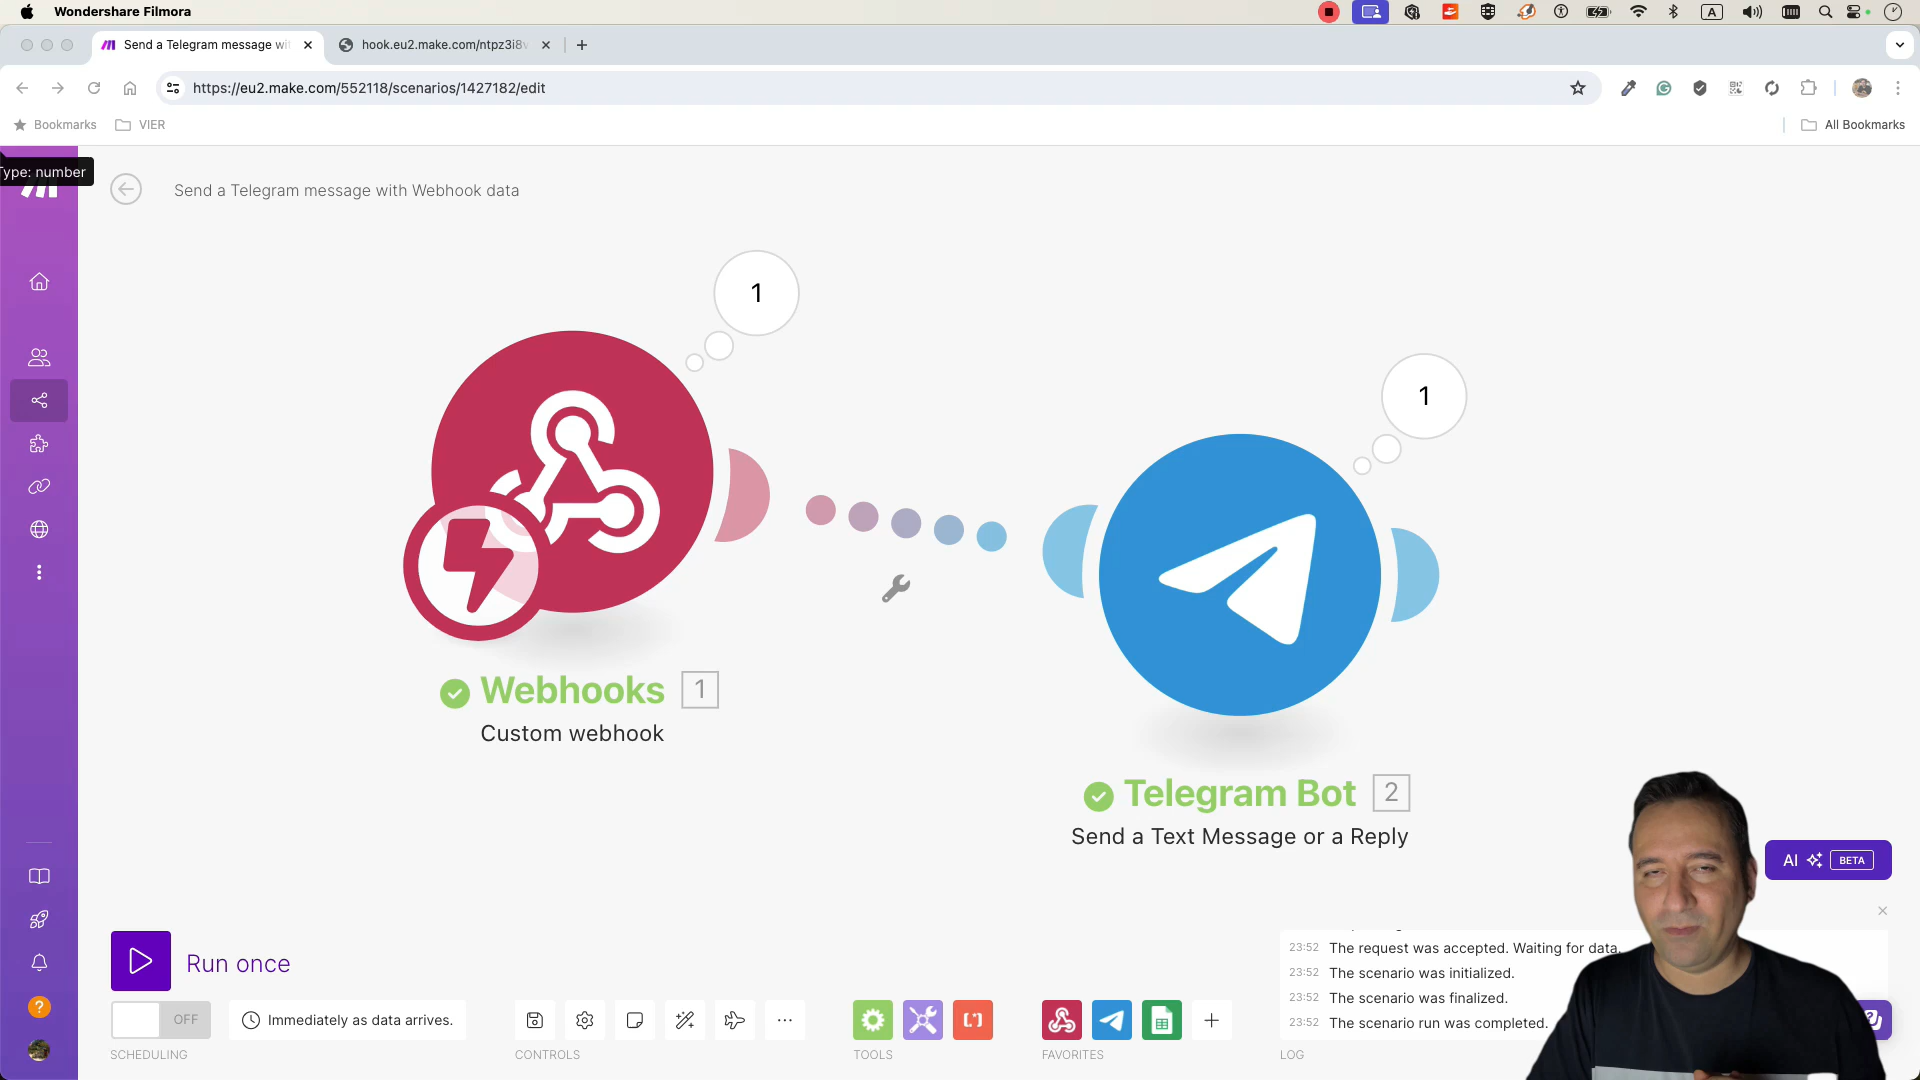 Wondershare Filmora
A
Send a Telegram message wi
hook.eu2.make.com/ntpz3i8
https://eu2.make.com/552118/scenarios/1427182/edit
Bookmarks
VIER
All Bookmarks
Type: number
Send a Telegram message with Webhook data
1
1
Webhooks 1
Custom webhook
Telegram Bot 2
Send a Text Message or a Reply
AI BETA
Run once
23:52 The request was accepted. Waiting for data.
23:52 The scenario was initialized.
23:52 The scenario was finalized.
23:52 The scenario run was completed.
OFF
Immediately as data arrives.
SCHEDULING
CONTROLS
TOOLS
FAVORITES
LOG